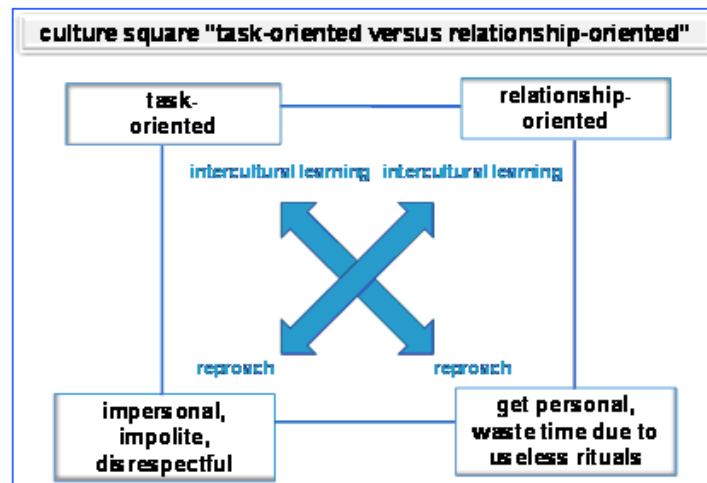 culture square "task-oriented versus relationship-oriented"
task-
oriented
relationship-
oriented
intercultural learning
intercultural learning
reproach
reproach
impersonal,
impolite,
disrespectful
get personal,
waste time due to
useless rituals